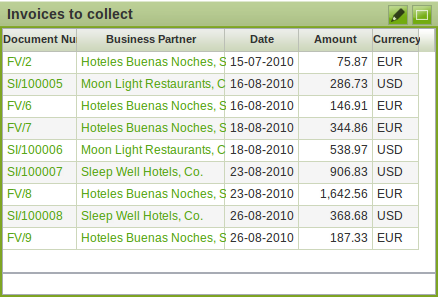 Invoices to collect
Document Nu Business Partner Date Amount Currency
FV/2 Hoteles Buenas Noches, S 15-07-2010 75.87 EUR
SI/100005 Moon Light Restaurants, C 16-08-2010 286.73 USD
FV/6 Hoteles Buenas Noches, S 16-08-2010 146.91 EUR
FV/7 Hoteles Buenas Noches, S 18-08-2010 344.86 EUR
SI/100006 Moon Light Restaurants, C 18-08-2010 538.97 USD
SI/100007 Sleep Well Hotels, Co. 23-08-2010 906.83 USD
FV/8 Hoteles Buenas Noches, S 23-08-2010 1,642.56 EUR
SI/100008 Sleep Well Hotels, Co. 26-08-2010 368.68 USD
FV/9 Hoteles Buenas Noches, S 26-08-2010 187.33 EUR